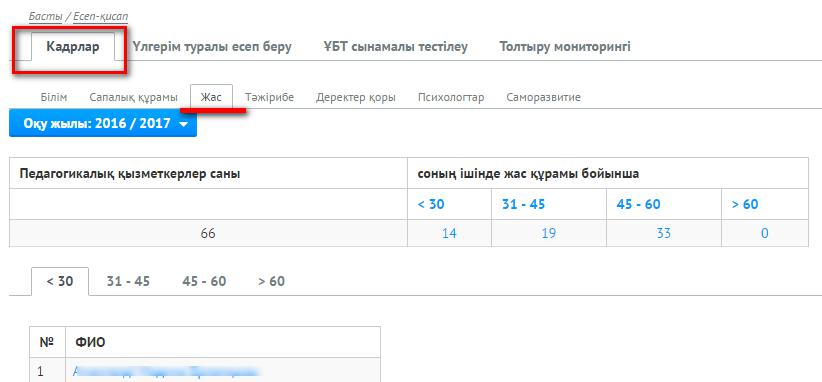 Басты / Есеп-қисап
Кадрлар Үлгерім туралы есеп беру ҰБТ сынамалы тестілеу Толтыру мониторингі
Білім Сапалық құрамы Жас Тәжірибе Деректер қоры Психологтар Саморазвитие
Оқу жылы: 2016 / 2017
Педагогикалық қызметкерлер саны соның ішінде жас құрамы бойынша
< 30 31 - 45 45 - 60 > 60
66 14 19 33 0
< 30 31 - 45 45 - 60 > 60
№ ФИО
1